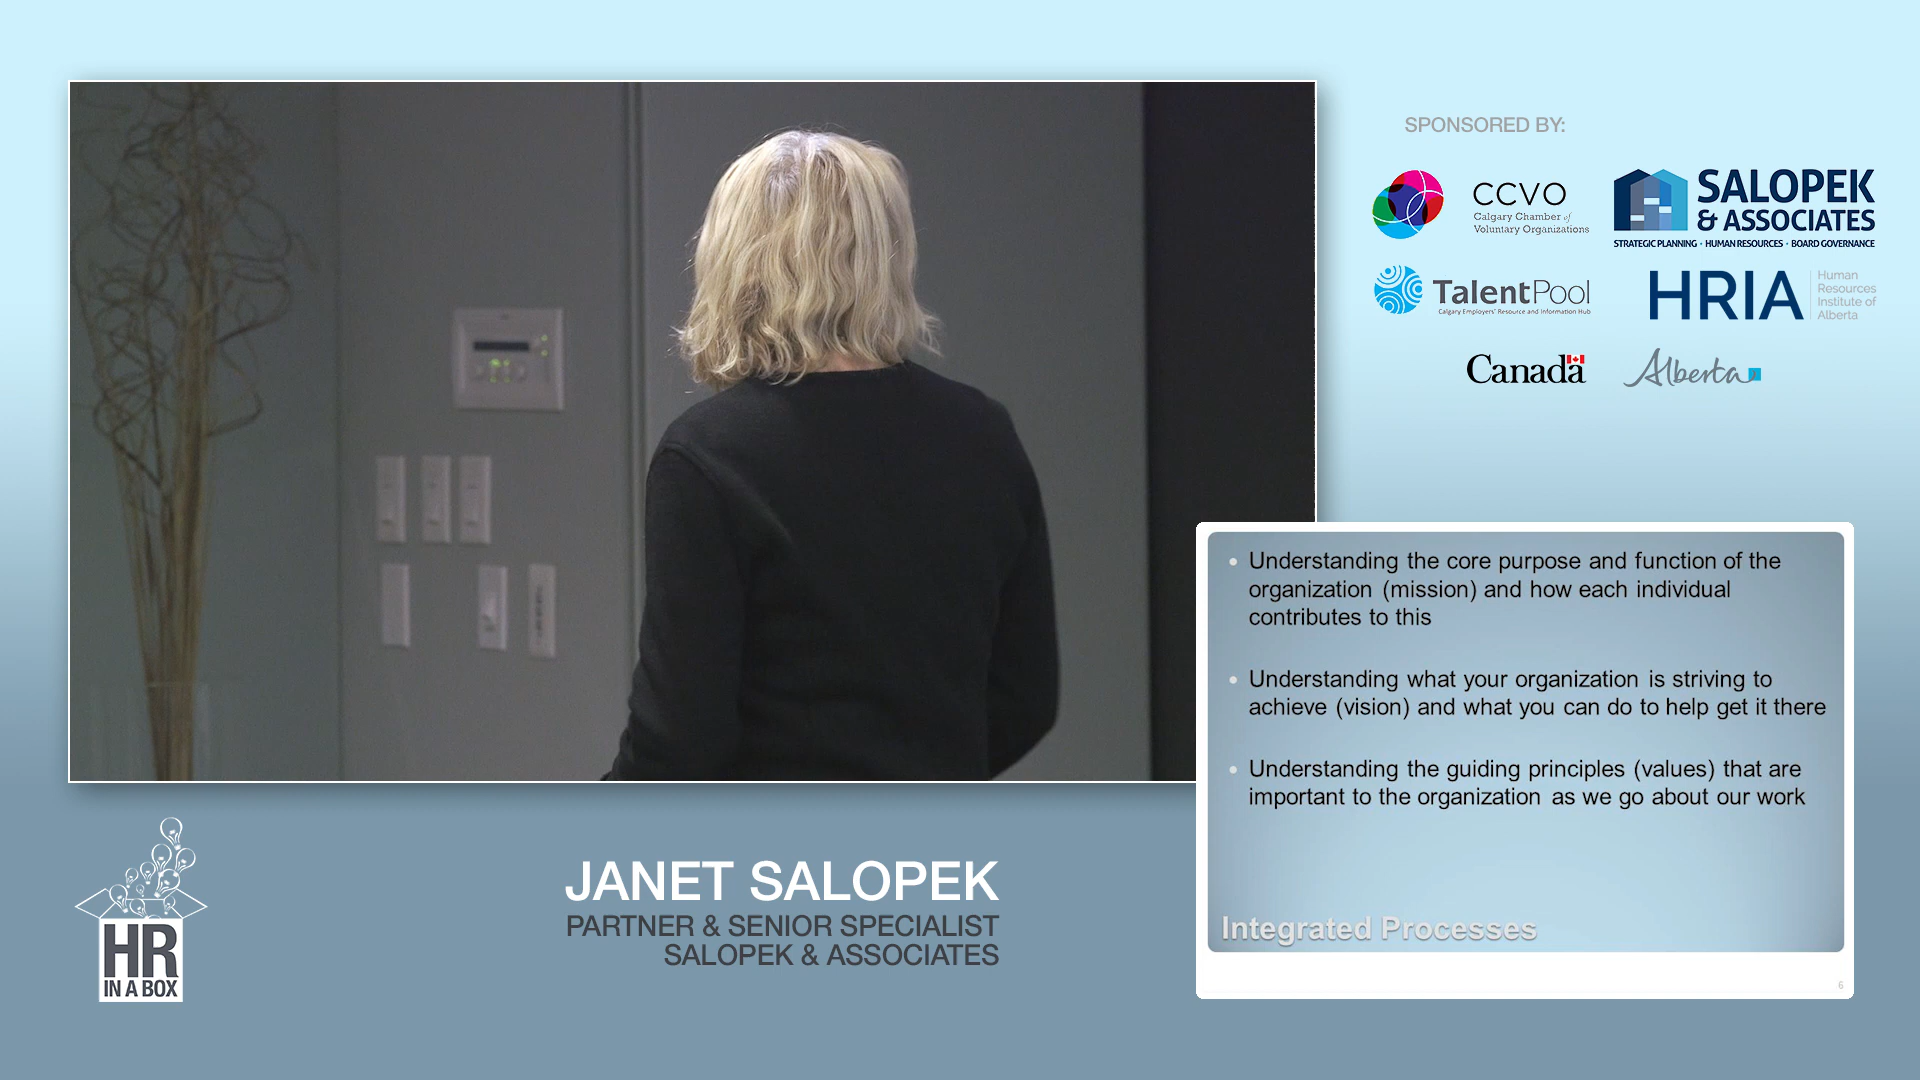 SPONSORED BY:
CCVO
Calgary Chamber of
Voluntary Organizations
SALOPEK
& ASSOCIATES
STRATEGIC PLANNING · HUMAN RESOURCES · BOARD GOVERNANCE
TalentPool
Calgary Employers' Resource and Information Hub
HRIA
Human
Resources
Institute of
Alberta
Canada
Alberta
• Understanding the core purpose and function of the
organization (mission) and how each individual
contributes to this
• Understanding what your organization is striving to
achieve (vision) and what you can do to help get it there
• Understanding the guiding principles (values) that are
important to the organization as we go about our work
Integrated Processes
6
JANET SALOPEK
PARTNER & SENIOR SPECIALIST
SALOPEK & ASSOCIATES
HR
IN A BOX